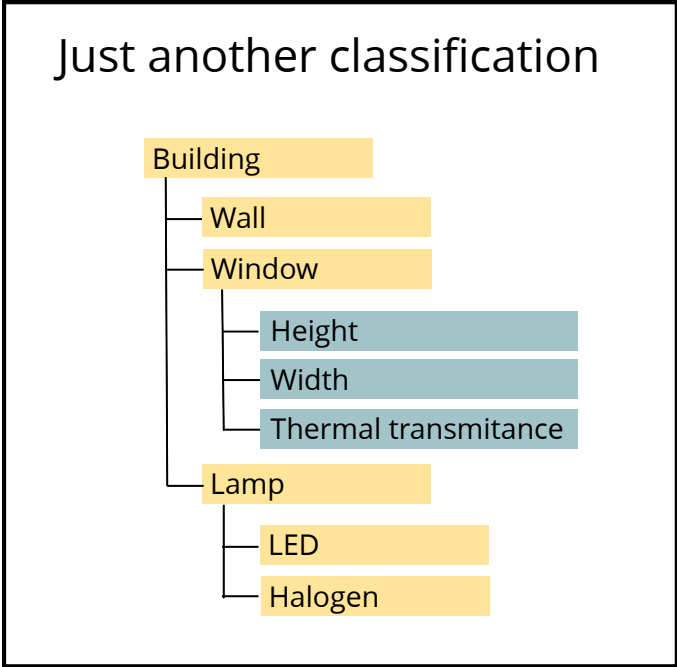 Just another classification
Building
Wall
Window
Height
Width
Thermal transmitance
Lamp
LED
Halogen